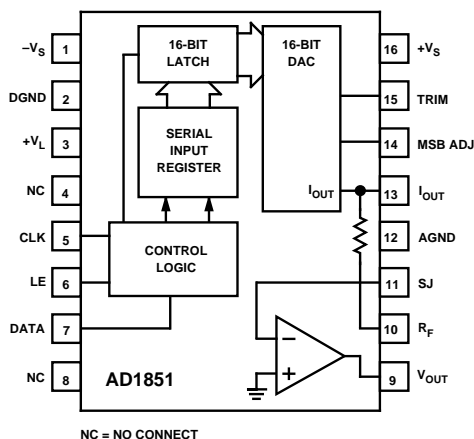 –VS 1
DGND 2
+VL 3
NC 4
CLK 5
LE 6
DATA 7
NC 8
16-BIT
LATCH
SERIAL
INPUT
REGISTER
CONTROL
LOGIC
16-BIT
DAC
IOUT
–
+
AD1851
16 +VS
15 TRIM
14 MSB ADJ
13 IOUT
12 AGND
11 SJ
10 RF
9 VOUT
NC = NO CONNECT